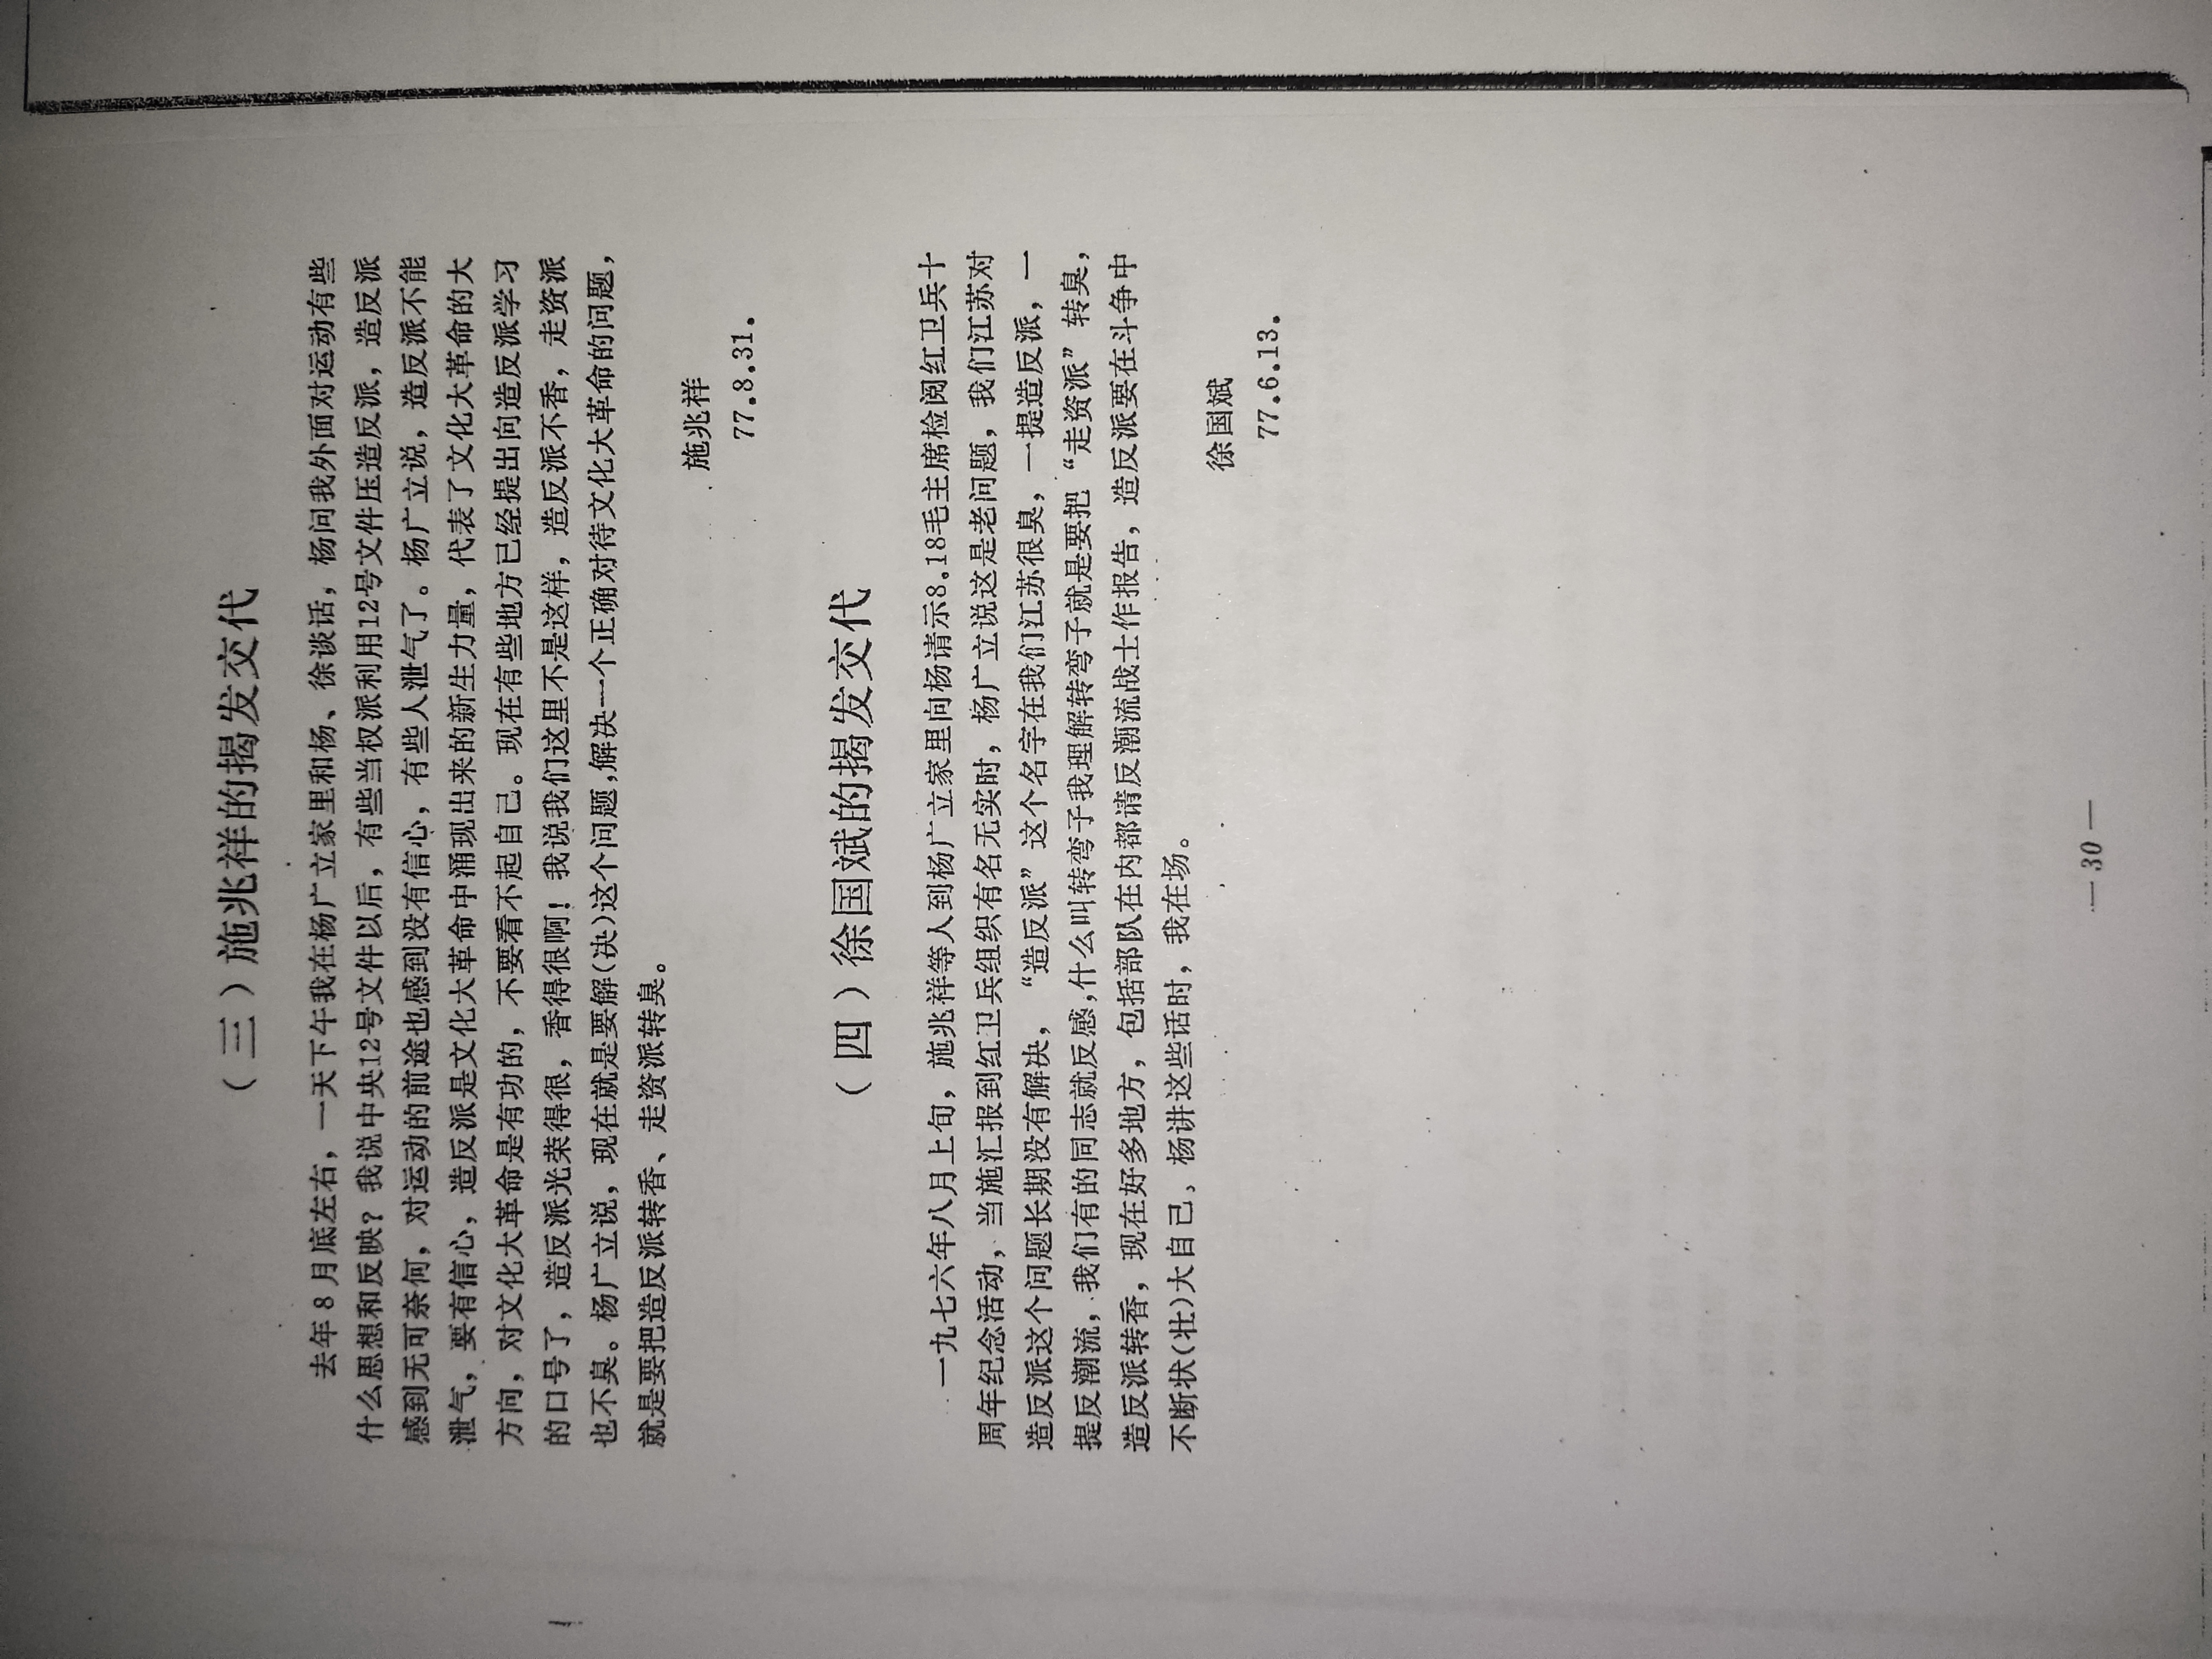 （三）施兆祥的揭发交代
去年8月底左右，一天下午我在杨广立家里和杨、徐谈话，杨问我外面对运动有些
什么思想和反映？我说中央12号文件以后，有些当权派利用12号文件压造反派，造反派
感到无可奈何，对运动的前途也感到没有信心，有些人泄气了。杨广立说，造反派不能
泄气，要有信心，造反派是文化大革命中涌现出来的新生力量，代表了文化大革命的大
方向，对文化大革命是有功的，不要看不起自己。现在有些地方已经提出向造反派学习
的口号了，造反派光荣得很，香得很啊！我说我们这里不是这样，造反派不香，走资派
也不臭。杨广立说，现在就是要解(决)这个问题,解决一个正确对待文化大革命的问题，
就是要把造反派转香、走资派转臭。
施兆祥
77.8.31.
（四）徐国斌的揭发交代
一九七六年八月上旬，施兆祥等人到杨广立家里向杨请示8.18毛主席检阅红卫兵十
周年纪念活动，当施汇报到红卫兵组织有名无实时，杨广立说这是老问题，我们江苏对
造反派这个问题长期没有解决，“造反派”这个名字在我们江苏很臭，一提造反派，一
提反潮流，我们有的同志就反感,什么叫转弯子我理解转弯子就是要把“走资派”转臭，
造反派转香，现在好多地方，包括部队在内都请反潮流战士作报告，造反派要在斗争中
不断状(壮)大自己。杨讲这些话时，我在场。
徐国斌
77.6.13.
— 30 —